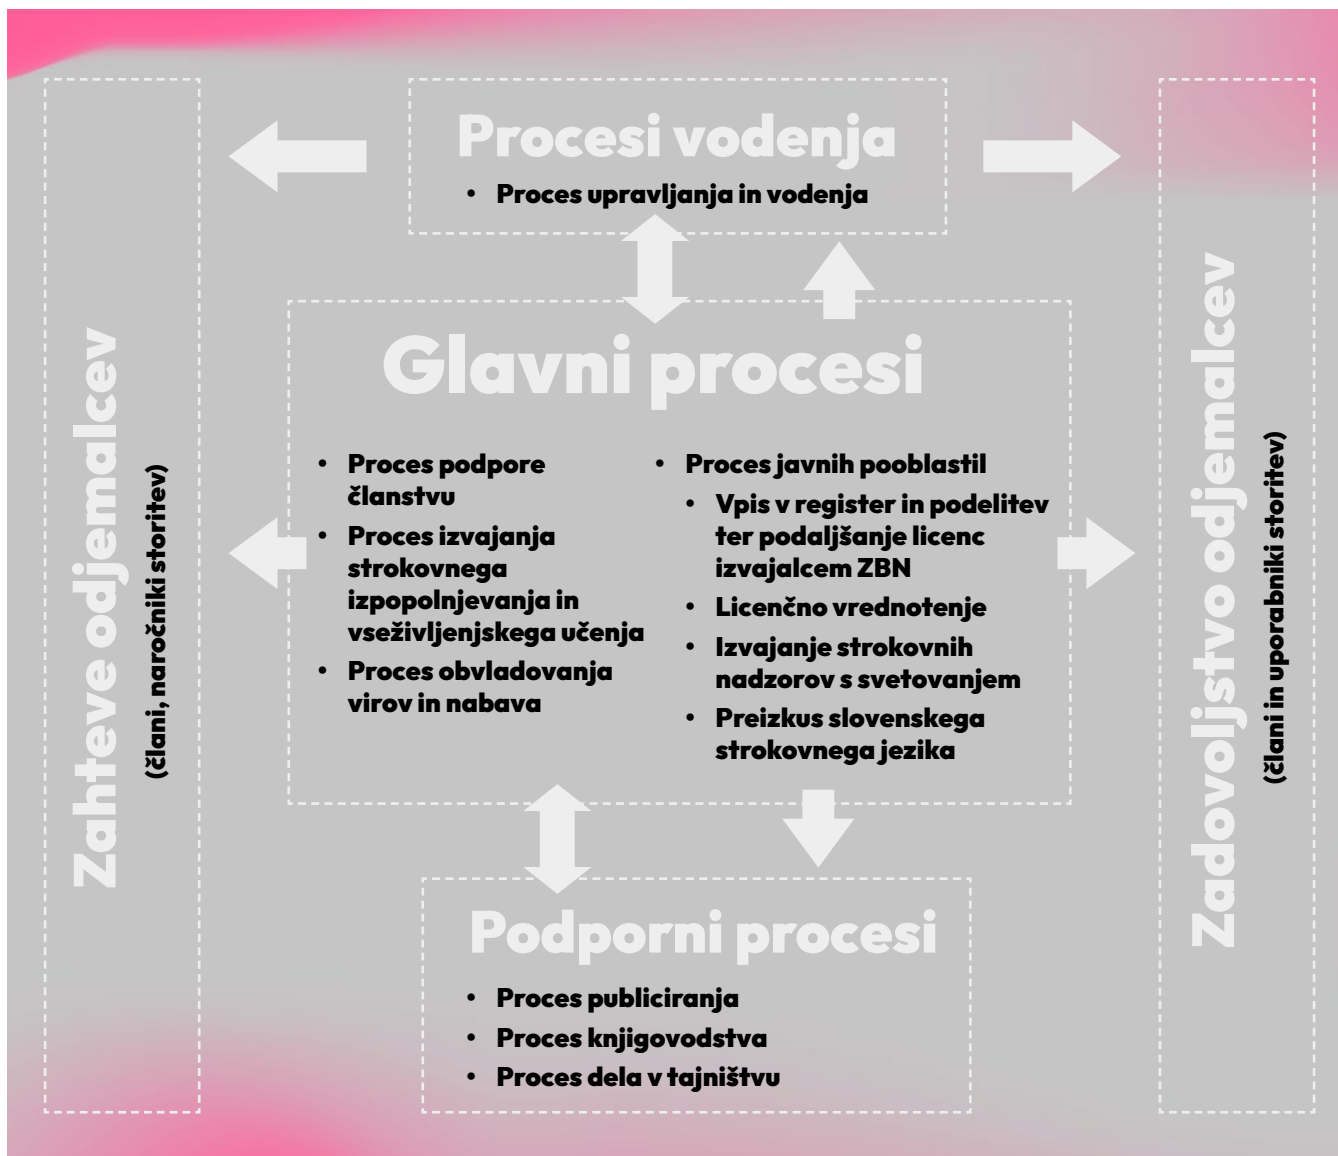 Procesi vodenja
• Proces upravljanja in vodenja
Zahteve odjemalcev
(člani, naročniki storitev)
Glavni procesi
• Proces podpore
članstvu
• Proces izvajanja
strokovnega
izpopolnjevanja in
vseživljenjskega učenja
• Proces obvladovanja
virov in nabava
• Proces javnih pooblastil
• Vpis v register in podelitev
ter podaljšanje licenc
izvajalcem ZBN
• Licenčno vrednotenje
• Izvajanje strokovnih
nadzorov s svetovanjem
• Preizkus slovenskega
strokovnega jezika
Zadovoljstvo odjemalcev
(člani in uporabniki storitev)
Podporni procesi
• Proces publiciranja
• Proces knjigovodstva
• Proces dela v tajništvu